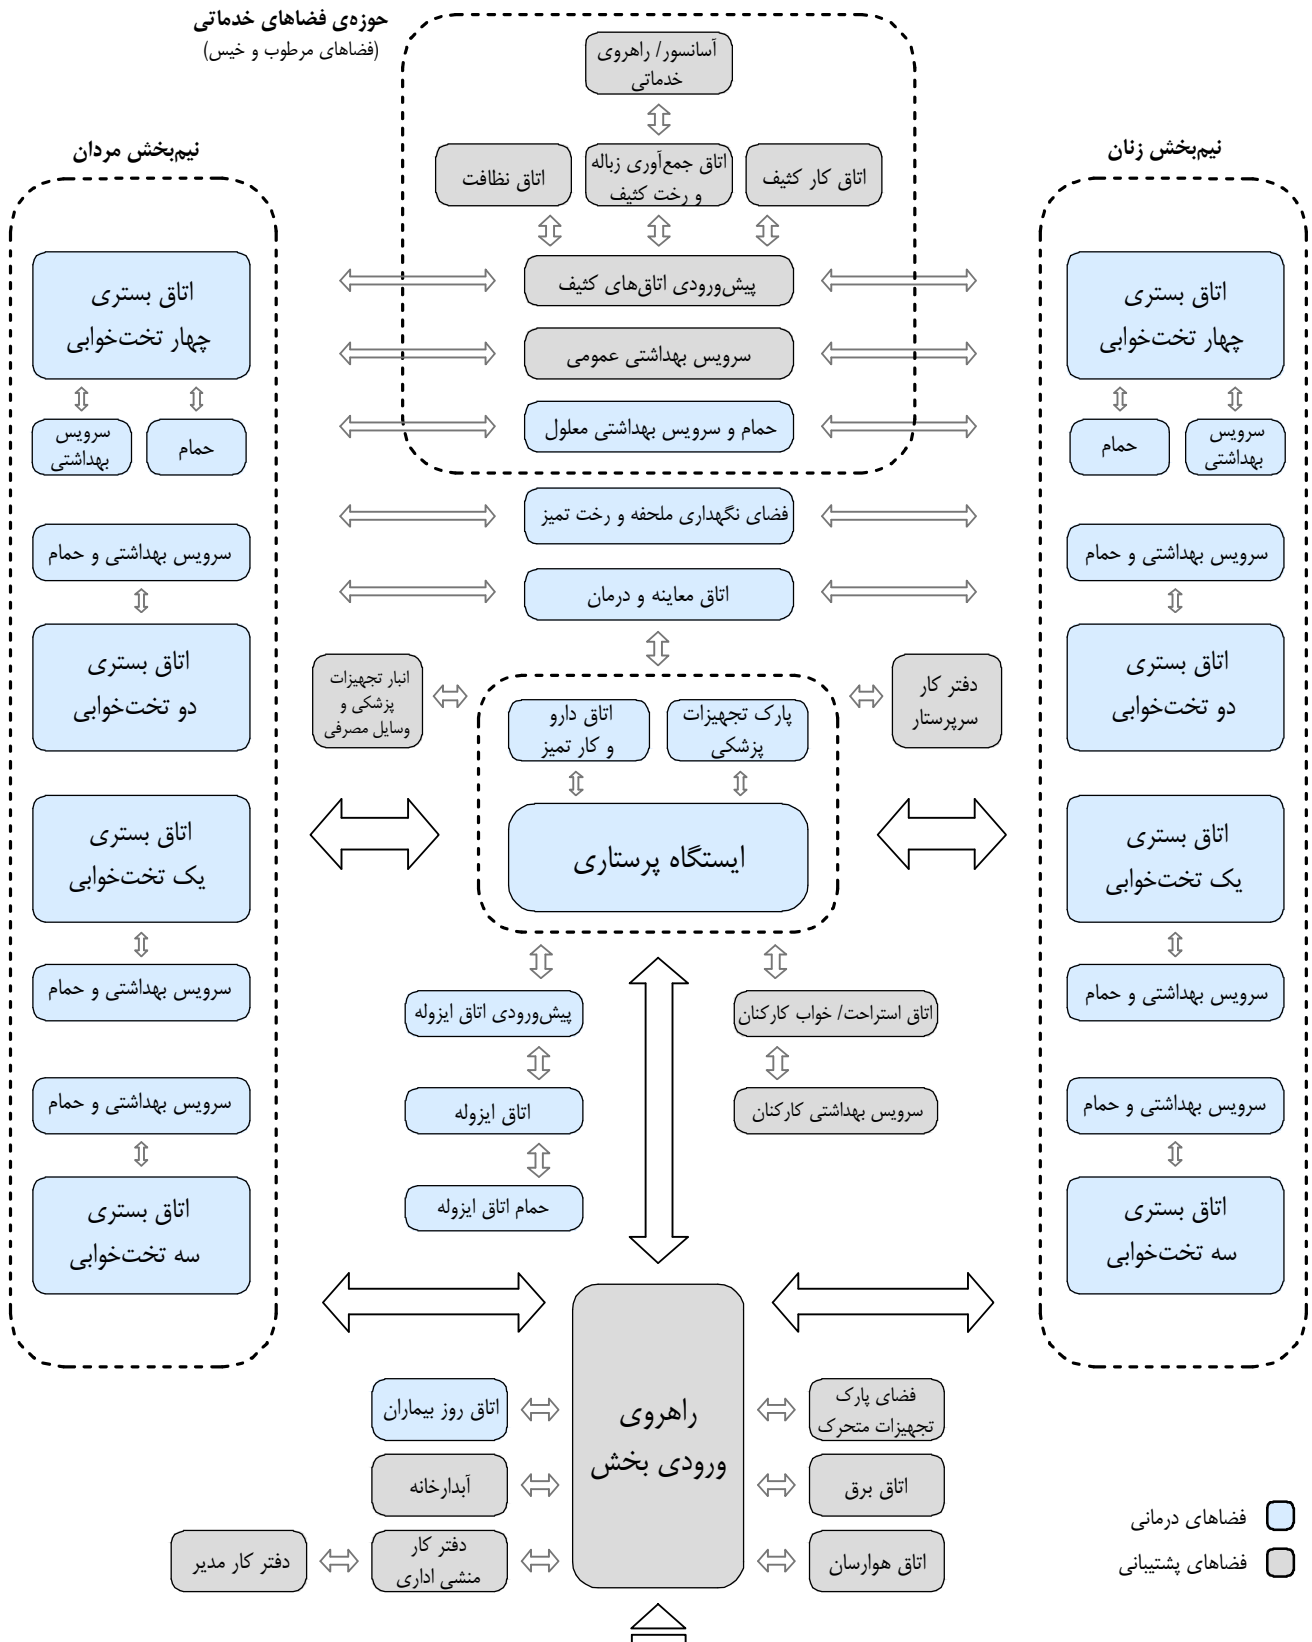 حوزه‌ی فضاهای خدماتی
(فضاهای مرطوب و خیس)
آسانسور/ راهروی
خدماتی
نیم‌بخش زنان
نیم‌بخش مردان
اتاق کار کثیف
اتاق جمع‌آوری زباله
و رخت کثیف
اتاق نظافت
اتاق بستری
چهار تخت‌خوابی
پیش‌ورودی اتاق‌های کثیف
اتاق بستری
چهار تخت‌خوابی
سرویس بهداشتی عمومی
سرویس
بهداشتی
حمام
حمام و سرویس بهداشتی معلول
حمام
سرویس
بهداشتی
فضای نگهداری ملحفه و رخت تمیز
سرویس بهداشتی و حمام
سرویس بهداشتی و حمام
اتاق معاینه و درمان
اتاق بستری
دو تخت‌خوابی
دفتر کار
سرپرستار
پارک تجهیزات
پزشکی
اتاق دارو
و کار تمیز
انبار تجهیزات
پزشکی و
وسایل مصرفی
اتاق بستری
دو تخت‌خوابی
اتاق بستری
یک تخت‌خوابی
ایستگاه پرستاری
اتاق بستری
یک تخت‌خوابی
سرویس بهداشتی و حمام
اتاق استراحت/ خواب کارکنان
پیش‌ورودی اتاق ایزوله
سرویس بهداشتی و حمام
سرویس بهداشتی و حمام
سرویس بهداشتی کارکنان
اتاق ایزوله
سرویس بهداشتی و حمام
اتاق بستری
سه تخت‌خوابی
حمام اتاق ایزوله
اتاق بستری
سه تخت‌خوابی
راهروی
ورودی بخش
فضای پارک
تجهیزات متحرک
اتاق روز بیماران
اتاق برق
آبدارخانه
اتاق هوارسان
دفتر کار
منشی اداری
دفتر کار مدیر
فضاهای درمانی
فضاهای پشتیبانی